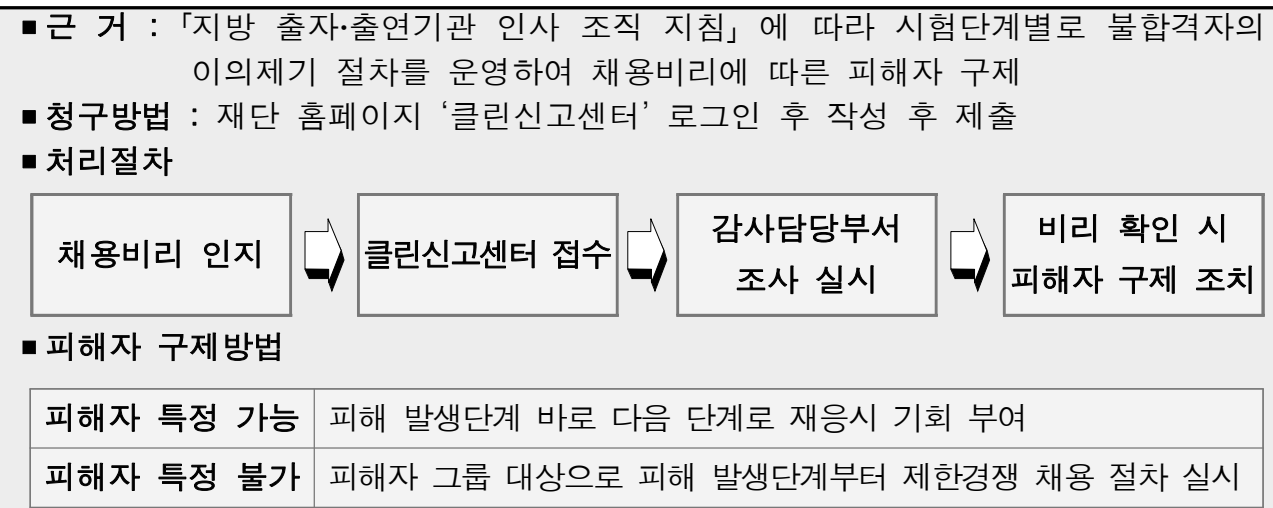 ■ 근 거 : 「지방 출자·출연기관 인사 조직 지침」에 따라 시험단계별로 불합격자의
이의제기 절차를 운영하여 채용비리에 따른 피해자 구제
■ 청구방법 : 재단 홈페이지 ‘클린신고센터’ 로그인 후 작성 후 제출
■ 처리절차
채용비리 인지
클린신고센터 접수
감사담당부서
조사 실시
비리 확인 시
피해자 구제 조치
■ 피해자 구제방법
피해자 특정 가능 피해 발생단계 바로 다음 단계로 재응시 기회 부여
피해자 특정 불가 피해자 그룹 대상으로 피해 발생단계부터 제한경쟁 채용 절차 실시